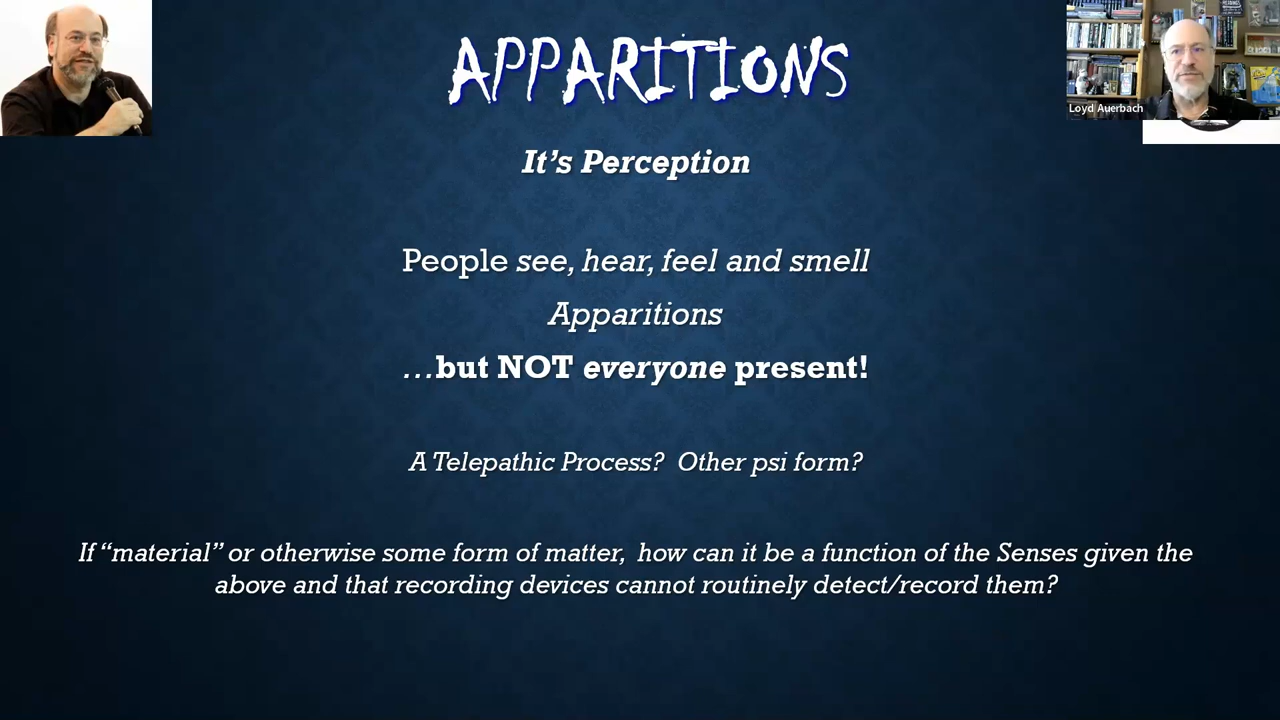 APPARITIONS
Loyd Auerbach
It's Perception
People see, hear, feel and smell
Apparitions
...but NOT everyone present!
A Telepathic Process? Other psi form?
If “material” or otherwise some form of matter, how can it be a function of the Senses given the
above and that recording devices cannot routinely detect/record them?